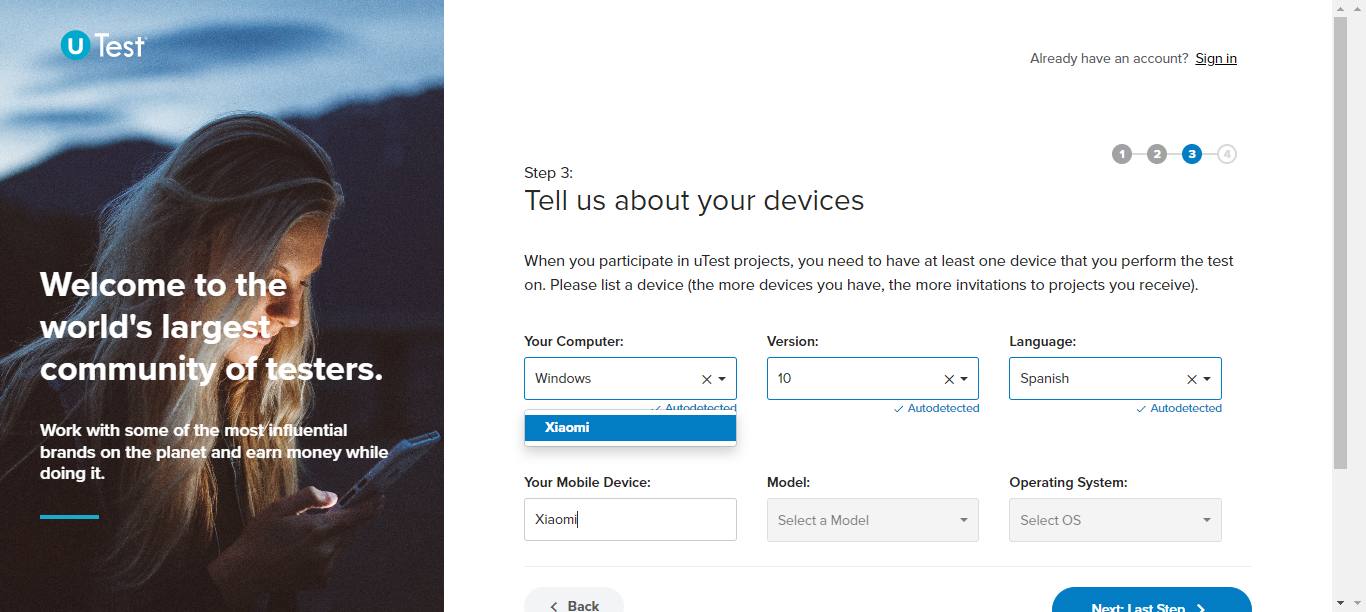 uTest
Already have an account? Sign in
1 2 3 4
Step 3:
Tell us about your devices
When you participate in uTest projects, you need to have at least one device that you perform the test
on. Please list a device (the more devices you have, the more invitations to projects you receive).
Welcome to the
world's largest
community of testers.
Work with some of the most influential
brands on the planet and earn money while
doing it.
Your Computer: Version: Language:
Windows 10 Spanish
Autodetected Autodetected Autodetected
Xiaomi
Your Mobile Device: Model: Operating System:
Xiaomi Select a Model Select OS
Back Next: Last Step